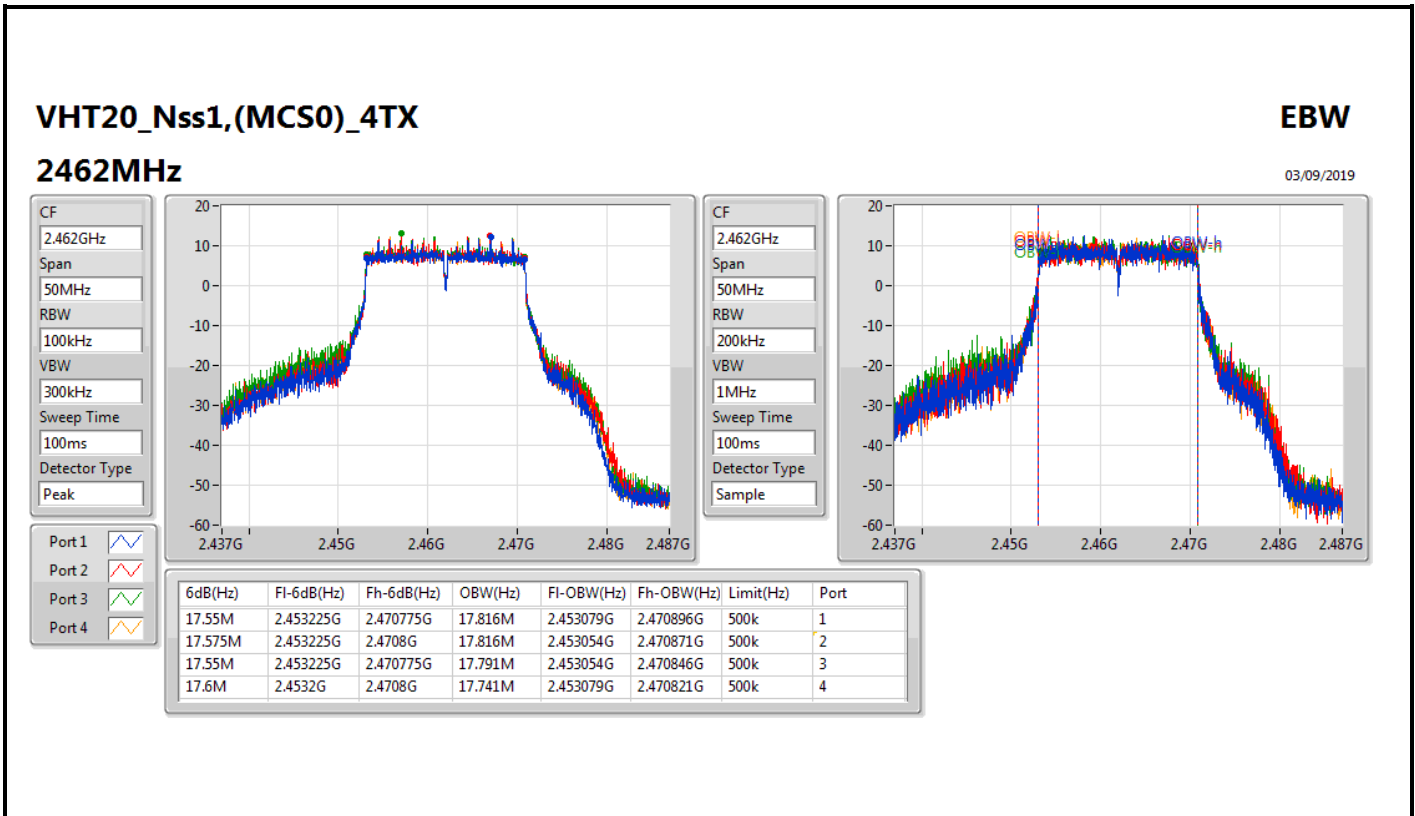 VHT20_Nss1,(MCS0)_4TX
EBW
2462MHz
03/09/2019
CF
2.462GHz
Span
50MHz
RBW
100kHz
VBW
300kHz
Sweep Time
100ms
Detector Type
Peak
20
10
0
-10
-20
-30
-40
-50
-60
2.437G 2.45G 2.46G 2.47G 2.48G 2.487G
CF
2.462GHz
Span
50MHz
RBW
200kHz
VBW
1MHz
Sweep Time
100ms
Detector Type
Sample
20
10
0
-10
-20
-30
-40
-50
-60
OBW-h
2.437G 2.45G 2.46G 2.47G 2.48G 2.487G
Port 1
Port 2
Port 3
Port 4
6dB(Hz) Fl-6dB(Hz) Fh-6dB(Hz) OBW(Hz) Fl-OBW(Hz) Fh-OBW(Hz) Limit(Hz) Port
17.55M 2.453225G 2.470775G 17.816M 2.453079G 2.470896G 500k 1
17.575M 2.453225G 2.4708G 17.816M 2.453054G 2.470871G 500k 2
17.55M 2.453225G 2.470775G 17.791M 2.453054G 2.470846G 500k 3
17.6M 2.4532G 2.4708G 17.741M 2.453079G 2.470821G 500k 4